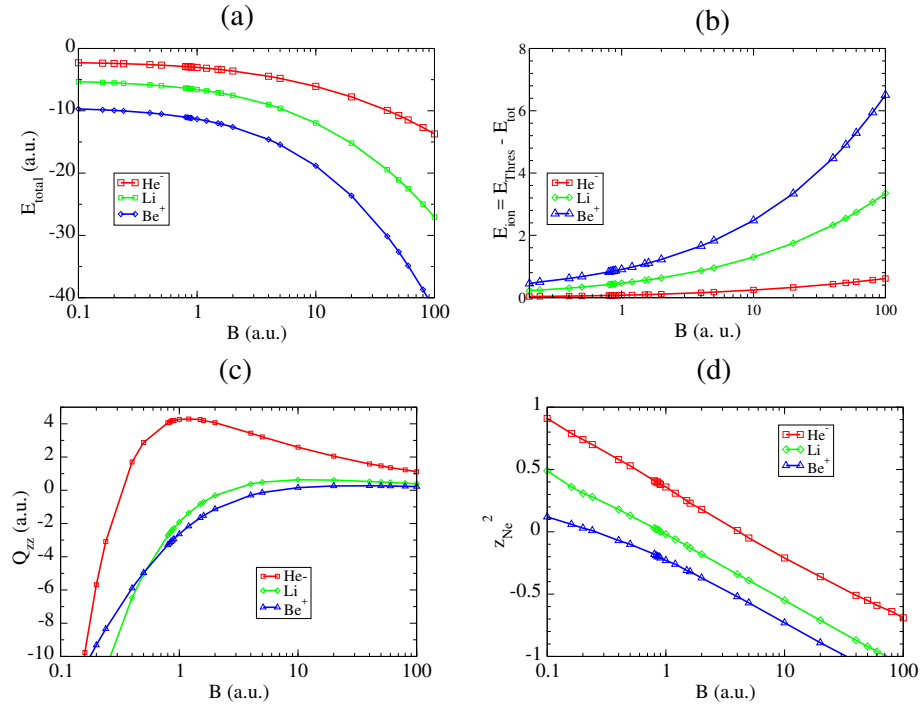 (a)
0
-10
-20
-30
-40
E_total (a.u.)
He⁻
Li
Be⁺
0.1
1
10
100
B (a.u.)
(b)
8
6
4
2
0
E_ion = E_Thres - E_tot
He⁻
Li
Be⁺
1
10
100
B (a. u.)
(c)
4
2
0
-2
-4
-6
-8
-10
Q_zz (a.u.)
He-
Li
Be⁺
0.1
1
10
100
B (a.u.)
(d)
1
0.5
0
-0.5
-1
z_Ne²
He⁻
Li
Be⁺
0.1
1
10
100
B (a.u.)